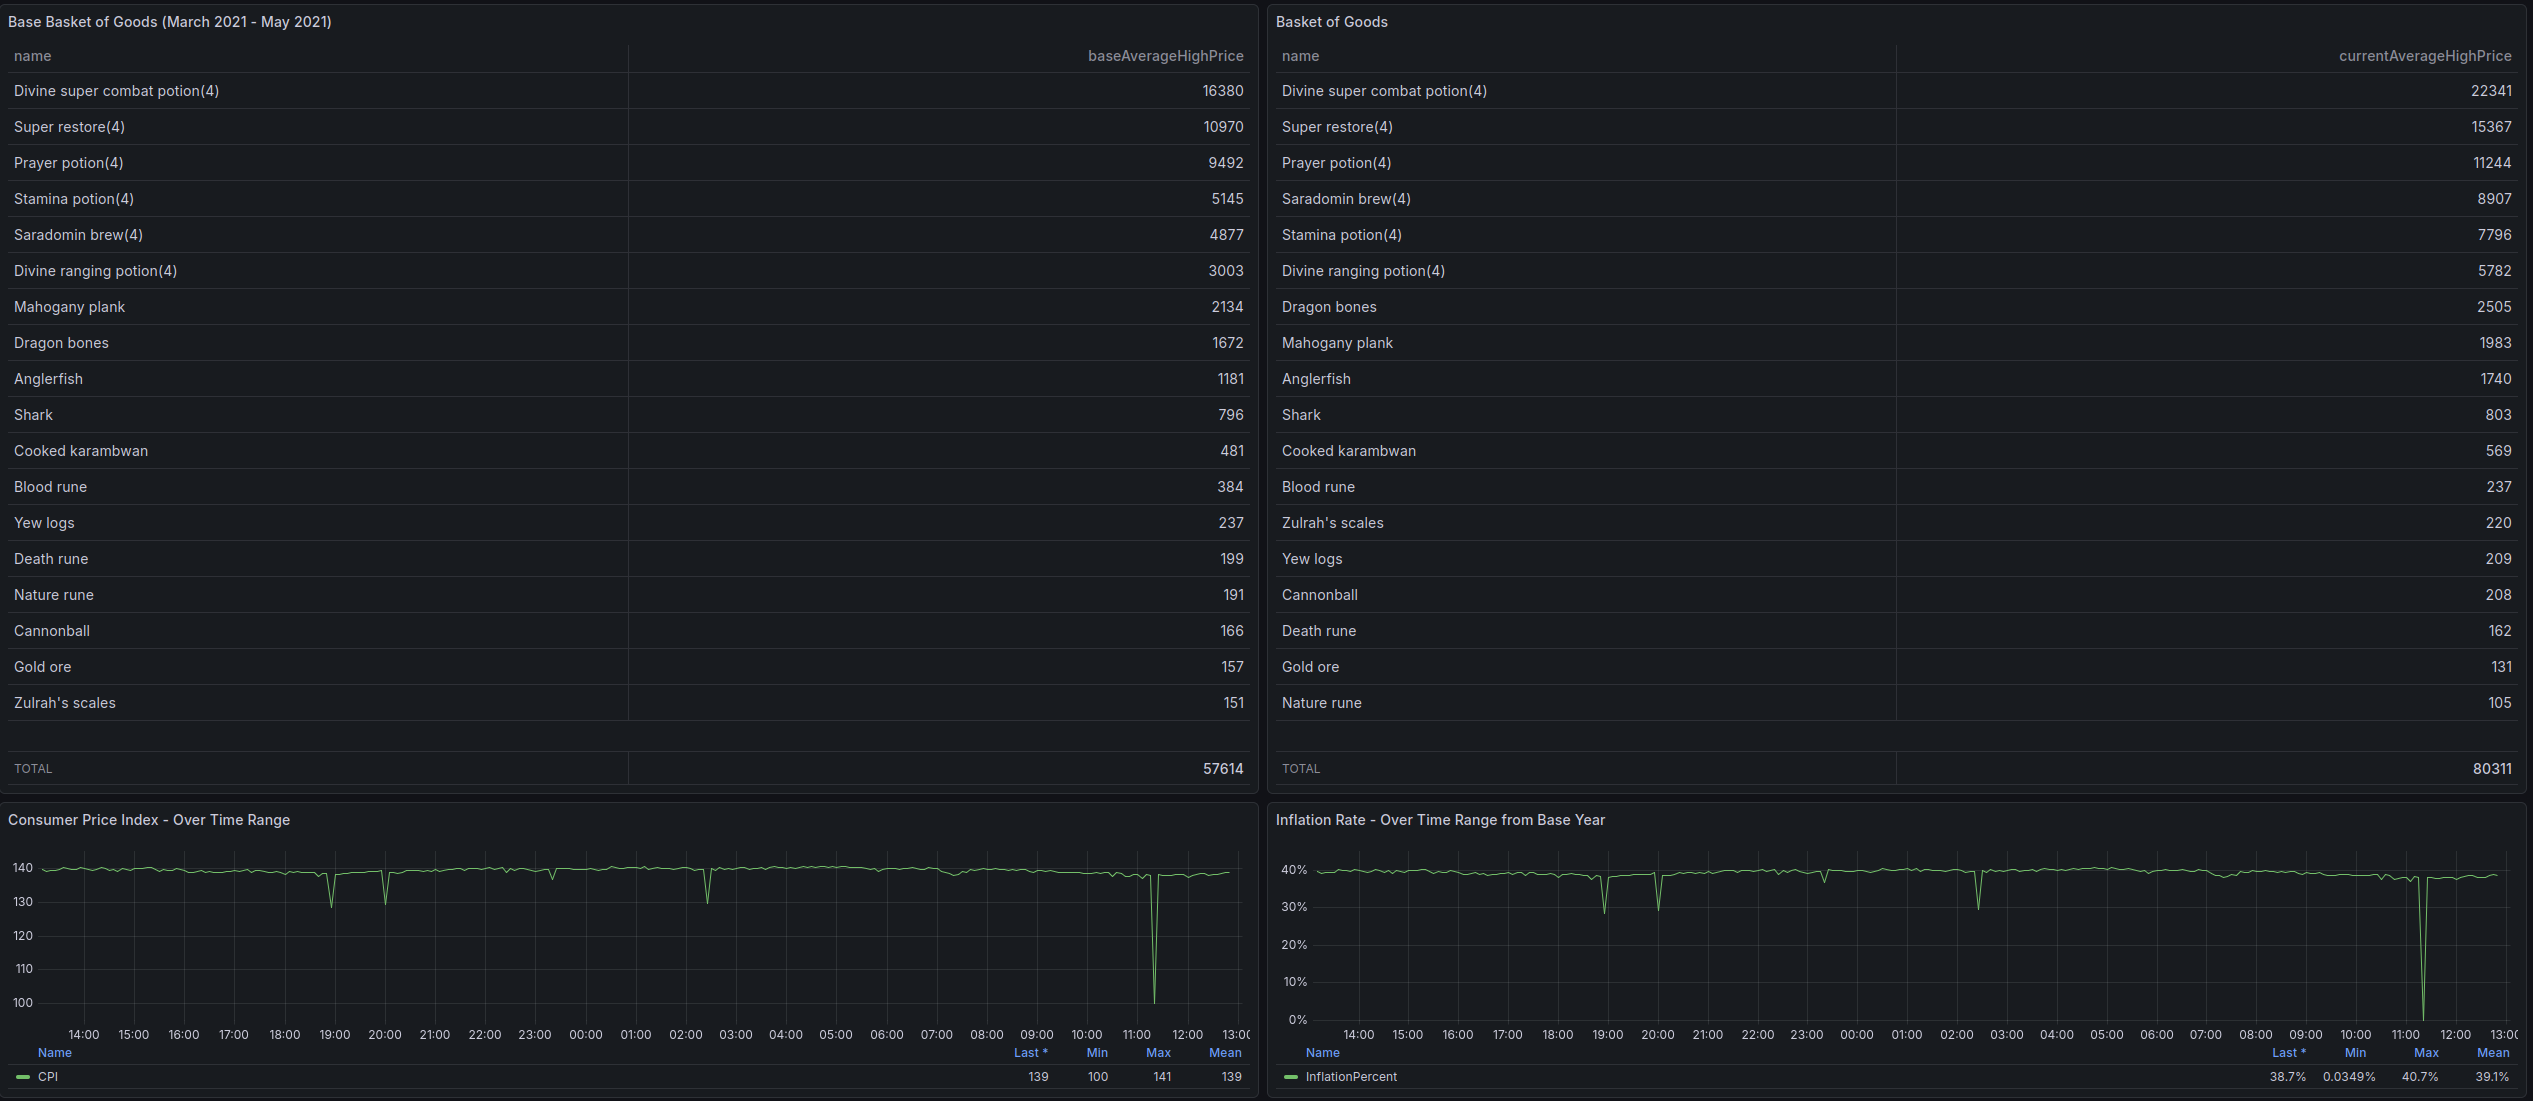 Base Basket of Goods (March 2021 - May 2021)
name baseAverageHighPrice
Divine super combat potion(4) 16380
Super restore(4) 10970
Prayer potion(4) 9492
Stamina potion(4) 5145
Saradomin brew(4) 4877
Divine ranging potion(4) 3003
Mahogany plank 2134
Dragon bones 1672
Anglerfish 1181
Shark 796
Cooked karambwan 481
Blood rune 384
Yew logs 237
Death rune 199
Nature rune 191
Cannonball 166
Gold ore 157
Zulrah's scales 151
TOTAL 57614
Basket of Goods
name currentAverageHighPrice
Divine super combat potion(4) 22341
Super restore(4) 15367
Prayer potion(4) 11244
Saradomin brew(4) 8907
Stamina potion(4) 7796
Divine ranging potion(4) 5782
Dragon bones 2505
Mahogany plank 1983
Anglerfish 1740
Shark 803
Cooked karambwan 569
Blood rune 237
Zulrah's scales 220
Yew logs 209
Cannonball 208
Death rune 162
Gold ore 131
Nature rune 105
TOTAL 80311
Consumer Price Index - Over Time Range
140
130
120
110
100
14:00 15:00 16:00 17:00 18:00 19:00 20:00 21:00 22:00 23:00 00:00 01:00 02:00 03:00 04:00 05:00 06:00 07:00 08:00 09:00 10:00 11:00 12:00 13:00
Name Last * Min Max Mean
CPI 139 100 141 139
Inflation Rate - Over Time Range from Base Year
40%
30%
20%
10%
0%
14:00 15:00 16:00 17:00 18:00 19:00 20:00 21:00 22:00 23:00 00:00 01:00 02:00 03:00 04:00 05:00 06:00 07:00 08:00 09:00 10:00 11:00 12:00 13:00
Name Last * Min Max Mean
InflationPercent 38.7% 0.0349% 40.7% 39.1%